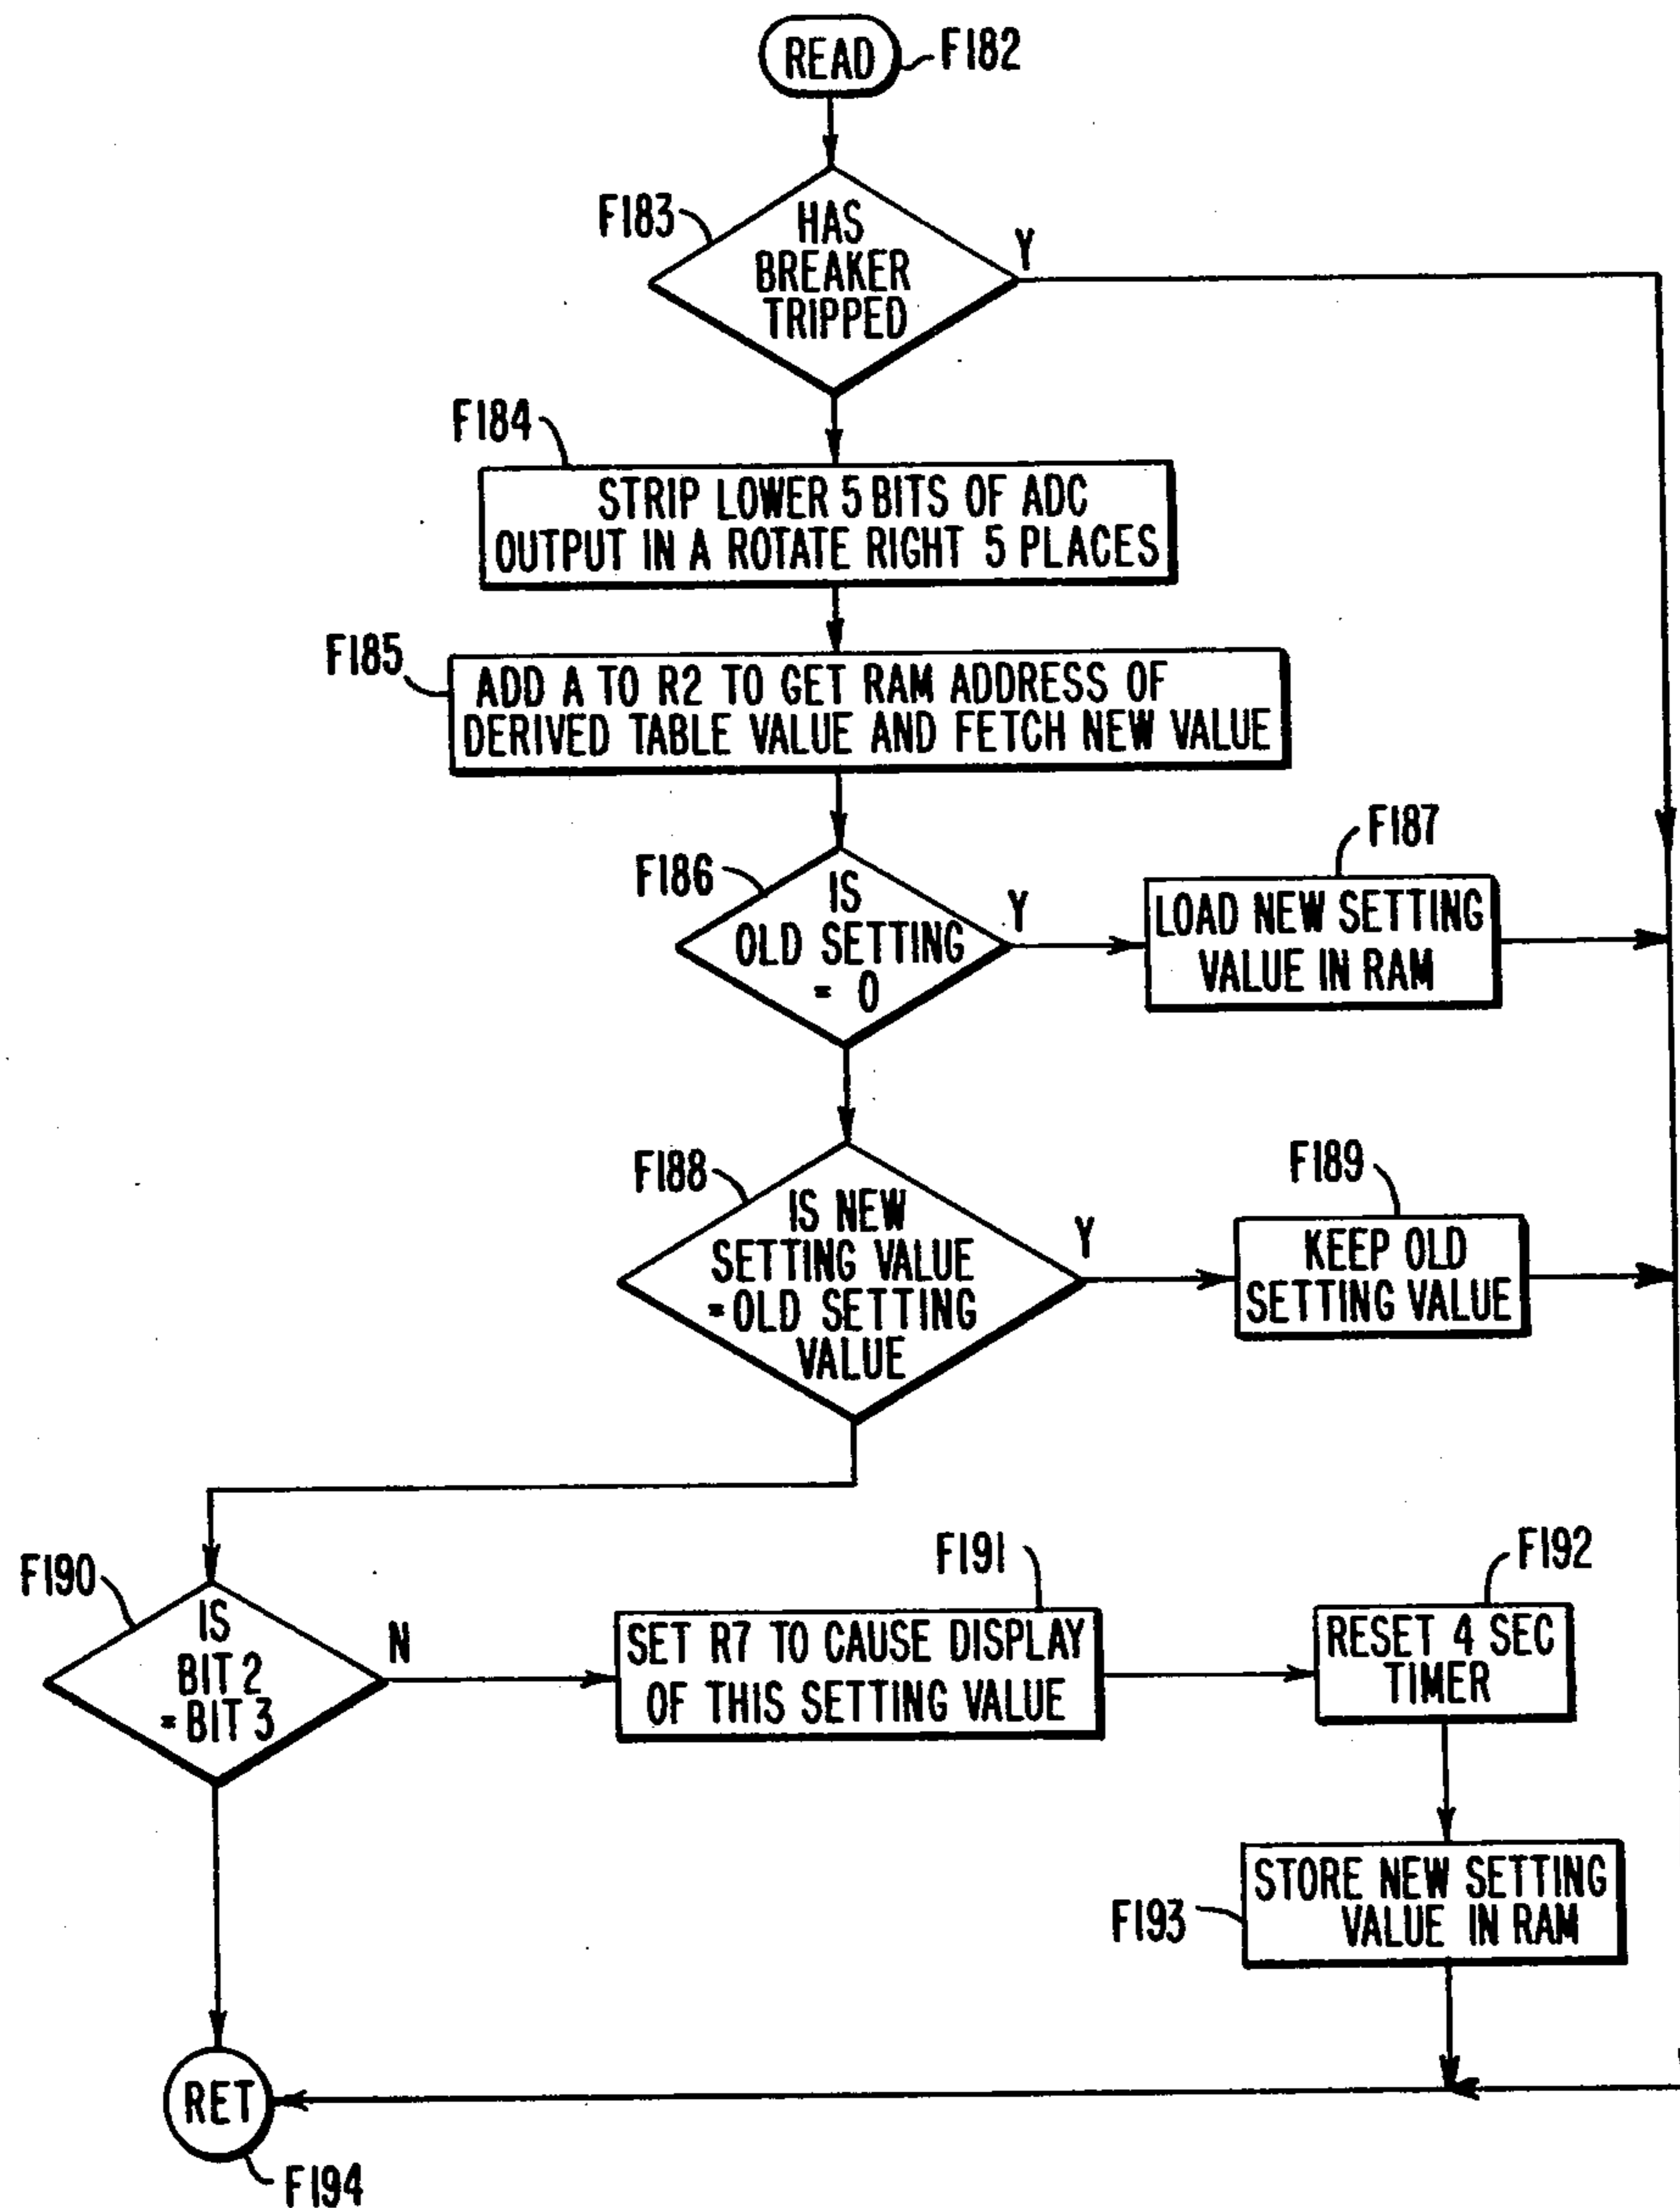 READ
F182
F183
HAS
BREAKER
TRIPPED
Y
F184
STRIP LOWER 5 BITS OF ADC
OUTPUT IN A ROTATE RIGHT 5 PLACES
F185
ADD A TO R2 TO GET RAM ADDRESS OF
DERIVED TABLE VALUE AND FETCH NEW VALUE
F186
IS
OLD SETTING
= 0
Y
F187
LOAD NEW SETTING
VALUE IN RAM
F188
IS NEW
SETTING VALUE
=OLD SETTING
VALUE
Y
F189
KEEP OLD
SETTING VALUE
F190
IS
BIT 2
=BIT 3
N
F191
SET R7 TO CAUSE DISPLAY
OF THIS SETTING VALUE
F192
RESET 4 SEC
TIMER
F193
STORE NEW SETTING
VALUE IN RAM
RET
F194